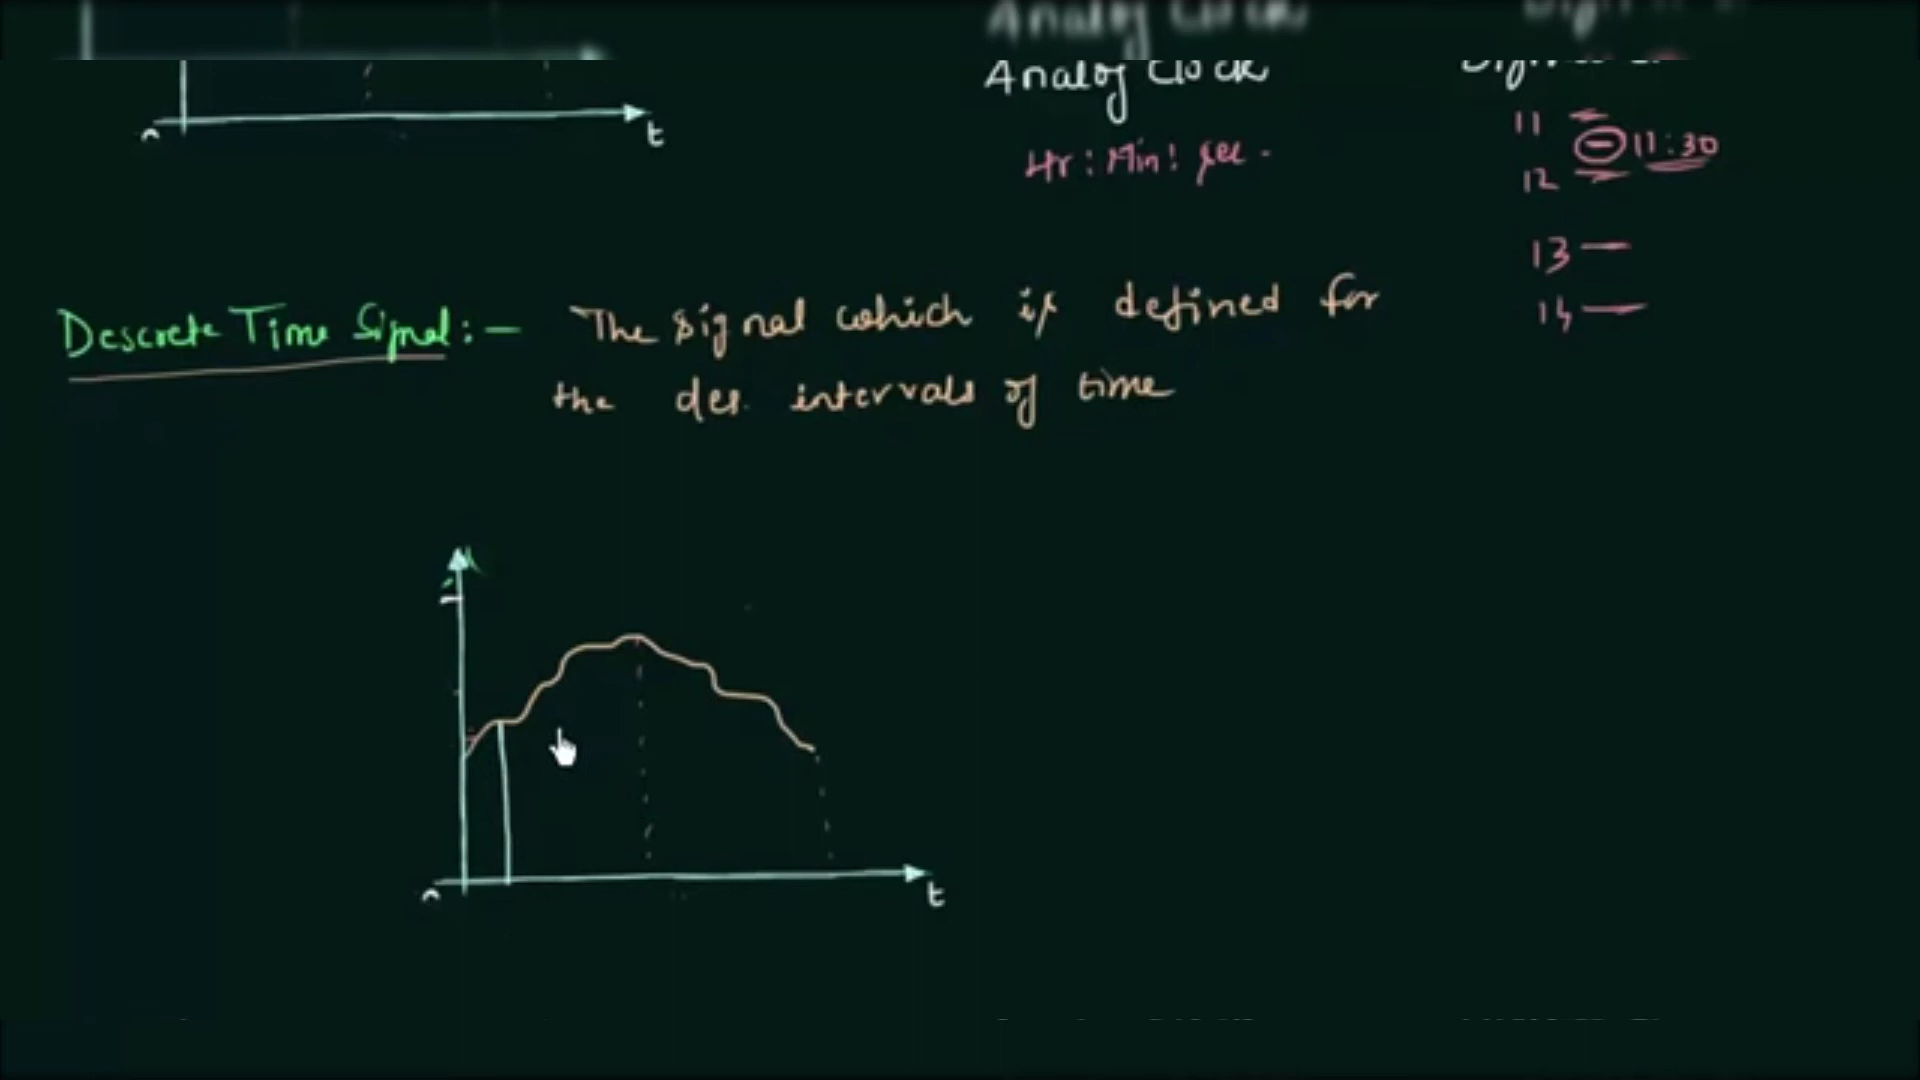 Analog Clock
t
Hr : Min : sec.
11
11:30
12
13
14
Descrete Time Signal :- The signal which is defined for
the des. intervals of time
t